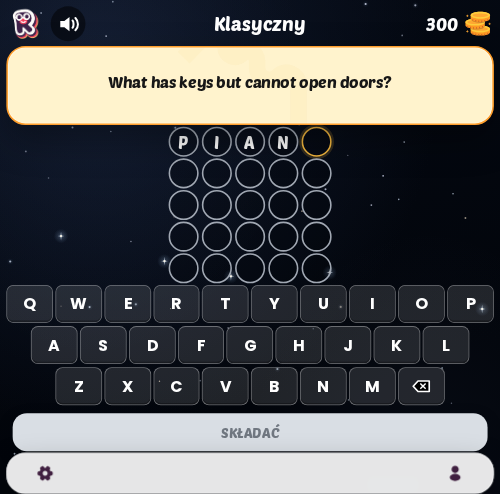 Klasyczny
300
What has keys but cannot open doors?
P I A N
Q W E R T Y U I O P
A S D F G H J K L
Z X C V B N M
SKŁADAĆ